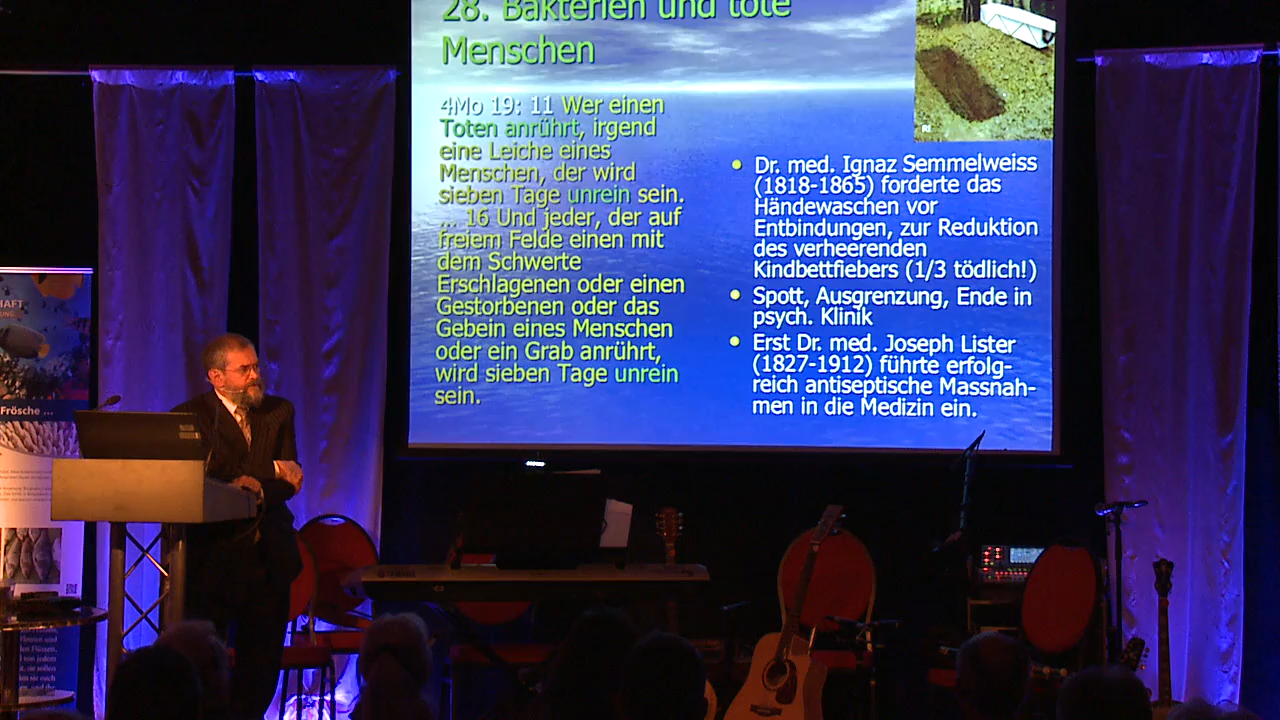 28. Bakterien und tote
Menschen
4Mo 19: 11 Wer einen
Toten anrührt, irgend
eine Leiche eines
Menschen, der wird
sieben Tage unrein sein.
... 16 Und jeder, der auf
freiem Felde einen mit
dem Schwerte
Erschlagenen oder einen
Gestorbenen oder das
Gebein eines Menschen
oder ein Grab anrührt,
wird sieben Tage unrein
sein.
RI
• Dr. med. Ignaz Semmelweiss
(1818-1865) forderte das
Händewaschen vor
Entbindungen, zur Reduktion
des verheerenden
Kindbettfiebers (1/3 tödlich!)
• Spott, Ausgrenzung, Ende in
psych. Klinik
• Erst Dr. med. Joseph Lister
(1827-1912) führte erfolg-
reich antiseptische Massnah-
men in die Medizin ein.
HAFT
Frösche ...
YAMAHA